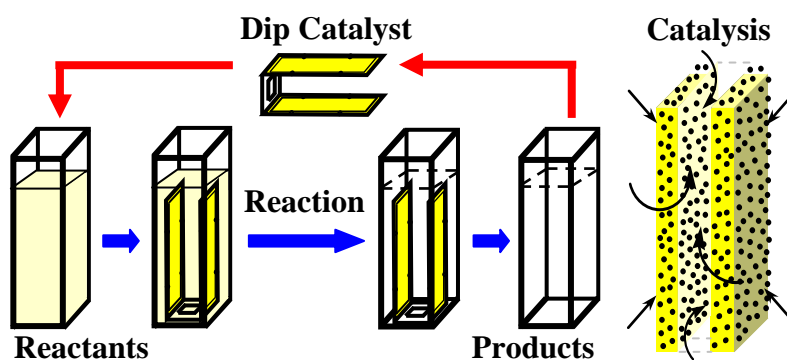 Dip Catalyst
Catalysis
Reaction
Reactants
Products